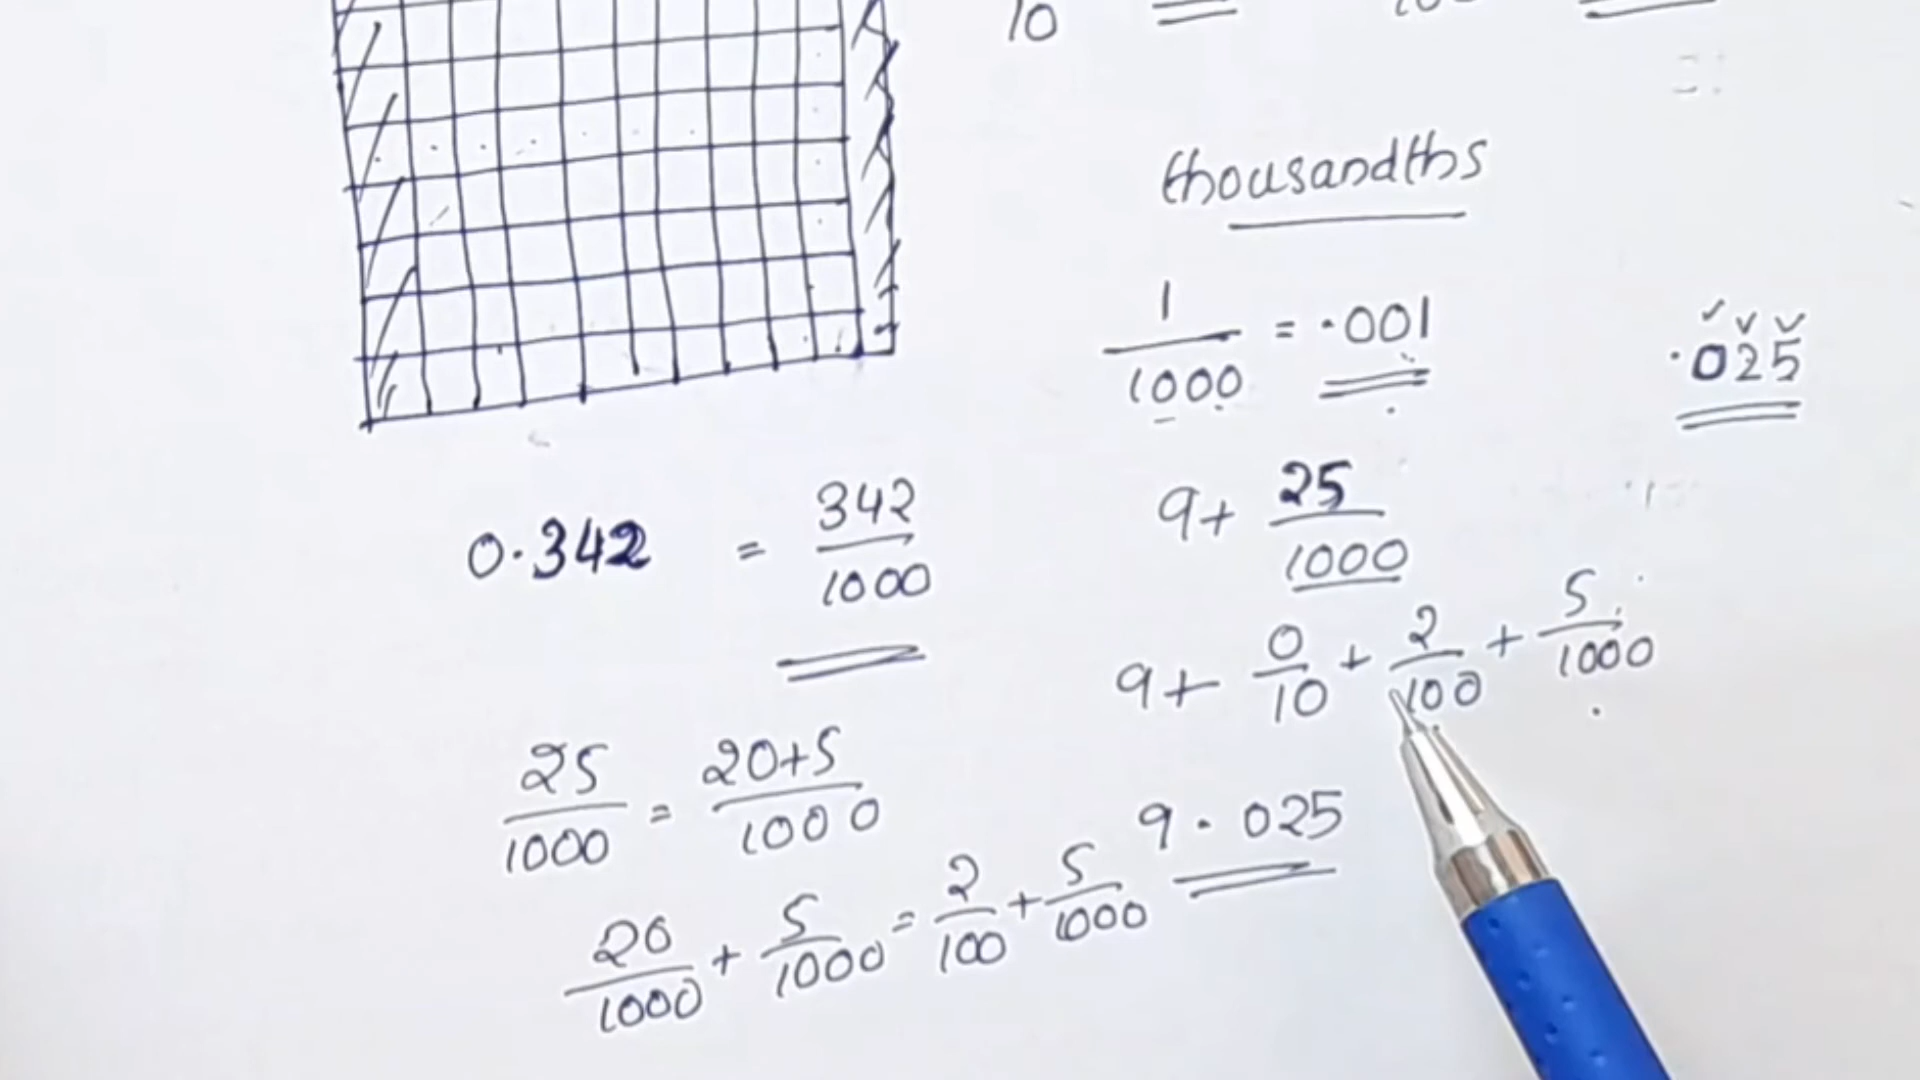 10
thousandths
1/1000 = .001
.025
9+ 25/1000
0.342 = 342/1000
9+ 0/10 + 2/100 + 5/1000
25/1000 = 20+5/1000
9.025
20/1000 + 5/1000 = 2/100 + 5/1000